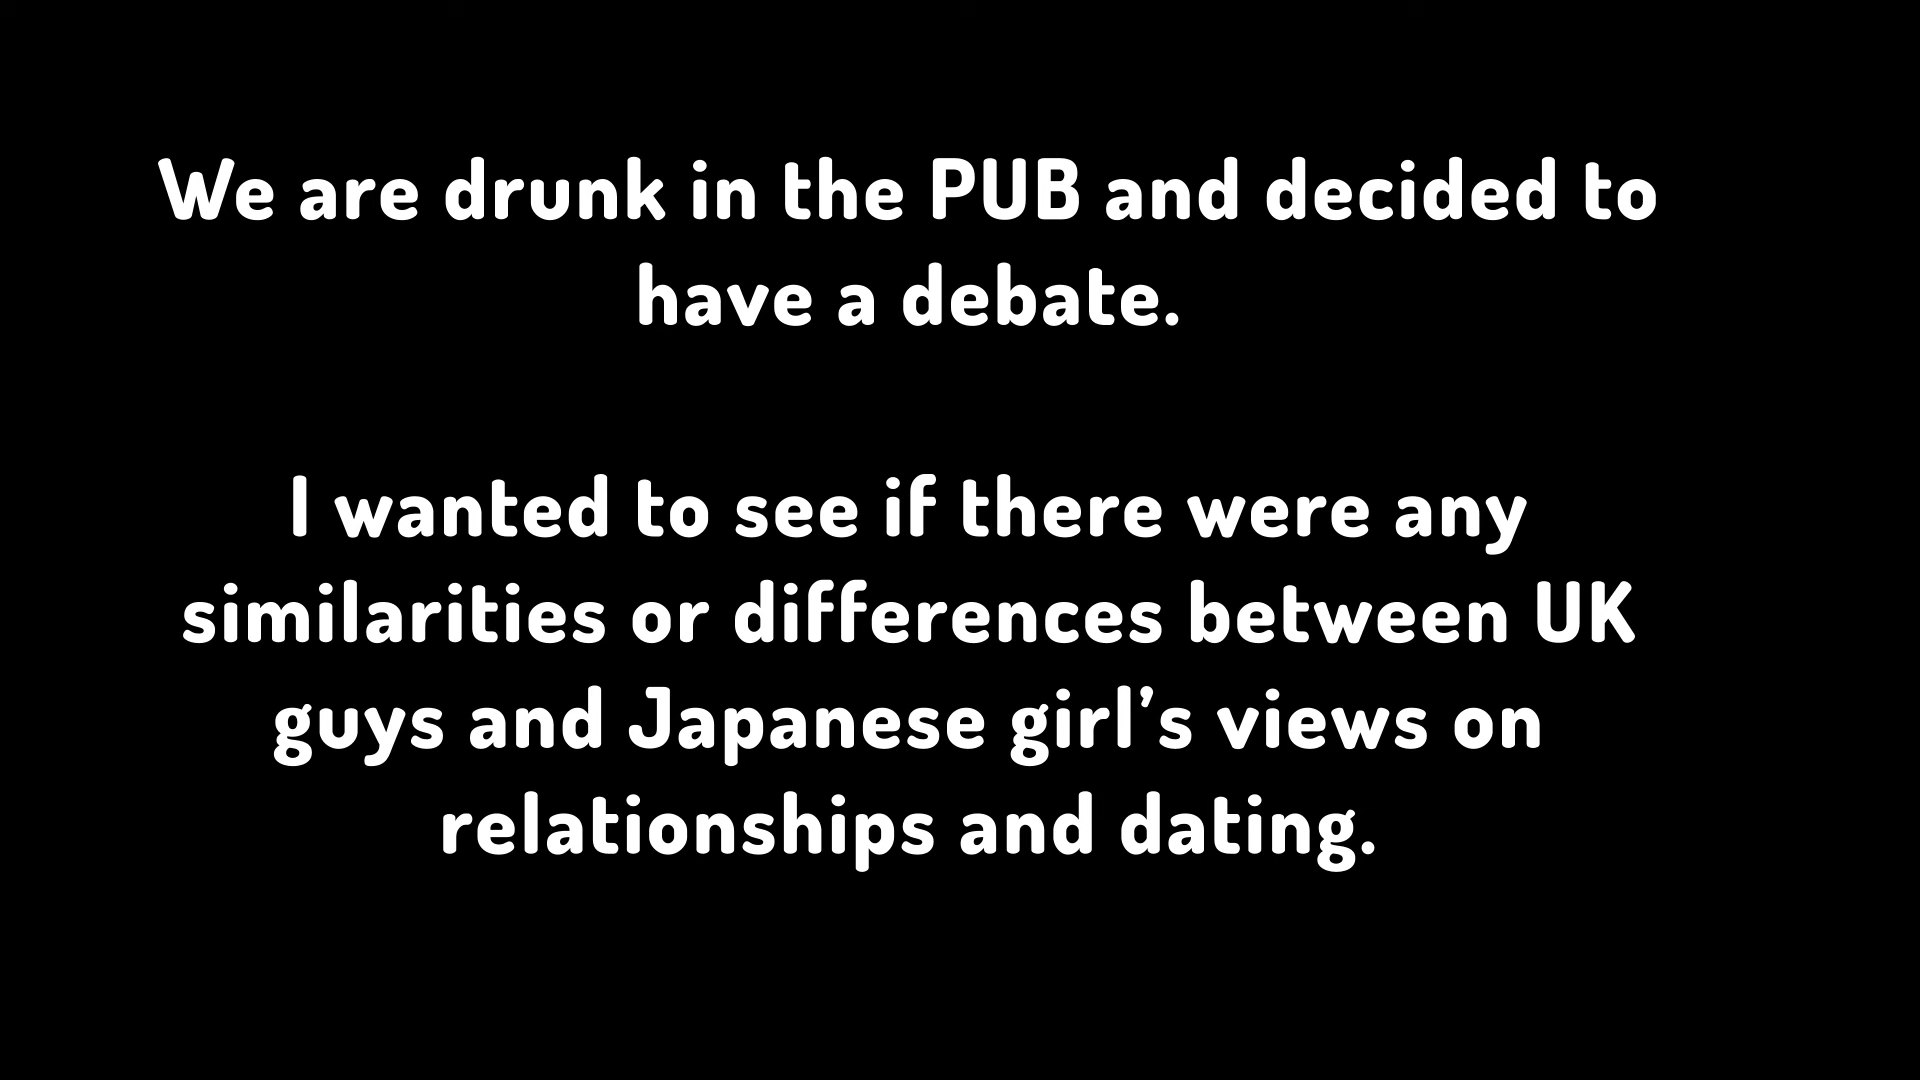 We are drunk in the PUB and decided to
have a debate.
I wanted to see if there were any
similarities or differences between UK
guys and Japanese girl’s views on
relationships and dating.